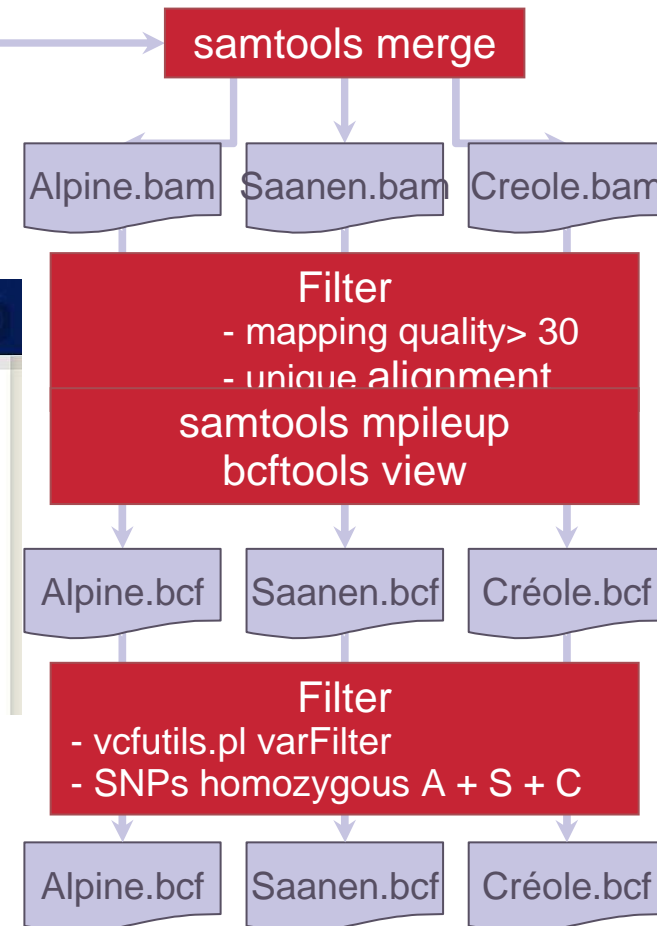 samtools merge
Alpine.bam Saanen.bam Creole.bam
Filter
- mapping quality> 30
- unique alignment
samtools mpileup
bcftools view
Alpine.bcf Saanen.bcf Créole.bcf
Filter
- vcfutils.pl varFilter
- SNPs homozygous A + S + C
Alpine.bcf Saanen.bcf Créole.bcf